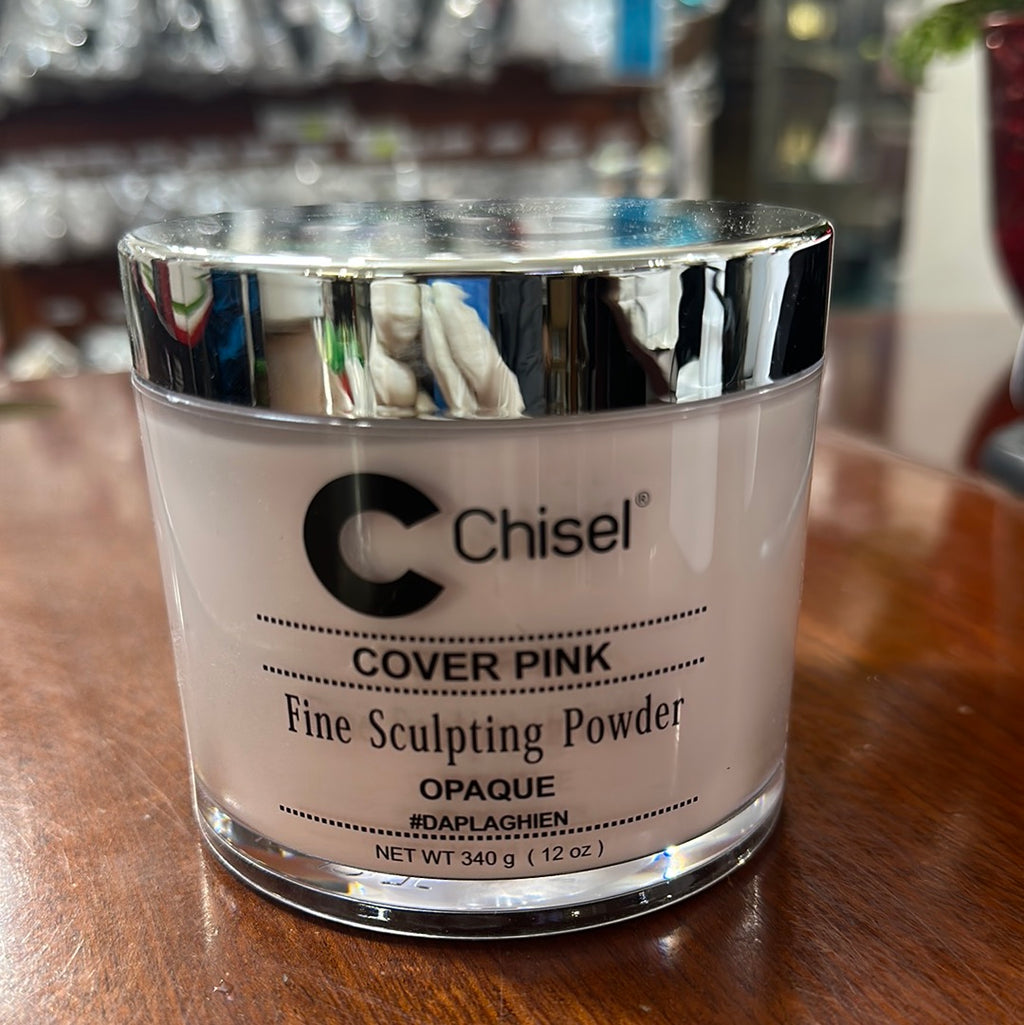 C Chisel®
COVER PINK
Fine Sculpting Powder
OPAQUE
#DAPLAGHIEN
NET WT 340 g ( 12 oz )